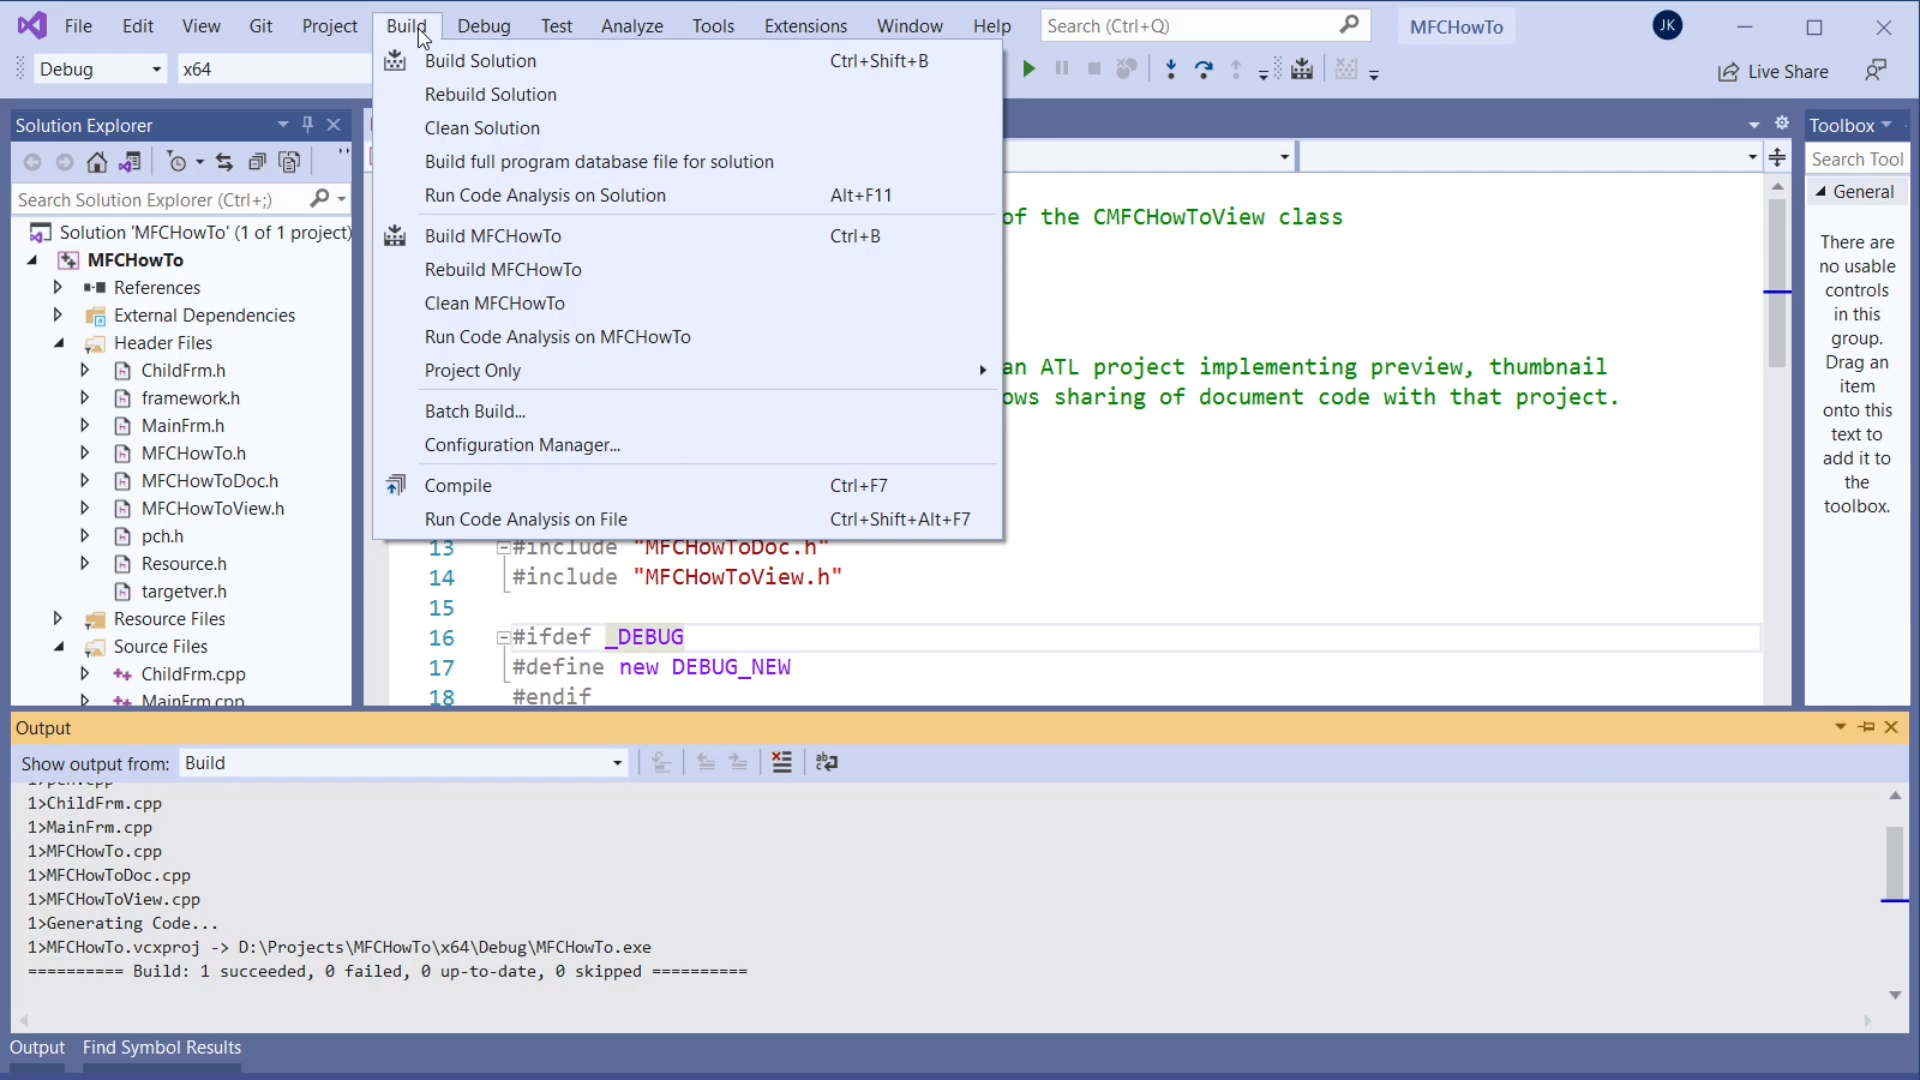 File Edit View Git Project Build Debug Test Analyze Tools Extensions Window Help Search (Ctrl+Q) MFCHowTo JK
Debug x64 Live Share
Solution Explorer
Search Solution Explorer (Ctrl+;)
Solution 'MFCHowTo' (1 of 1 project)
MFCHowTo
References
External Dependencies
Header Files
ChildFrm.h
framework.h
MainFrm.h
MFCHowTo.h
MFCHowToDoc.h
MFCHowToView.h
pch.h
Resource.h
targetver.h
Resource Files
Source Files
ChildFrm.cpp
MainFrm.cpp
Build Solution Ctrl+Shift+B
Rebuild Solution
Clean Solution
Build full program database file for solution
Run Code Analysis on Solution Alt+F11
Build MFCHowTo Ctrl+B
Rebuild MFCHowTo
Clean MFCHowTo
Run Code Analysis on MFCHowTo
Project Only
Batch Build...
Configuration Manager...
Compile Ctrl+F7
Run Code Analysis on File Ctrl+Shift+Alt+F7
of the CMFCHowToView class
an ATL project implementing preview, thumbnail
ows sharing of document code with that project.
13 #include "MFCHowToDoc.h"
14 #include "MFCHowToView.h"
15
16 #ifdef _DEBUG
17 #define new DEBUG_NEW
18 #endif
Toolbox
Search Tool
General
There are
no usable
controls
in this
group.
Drag an
item
onto this
text to
add it to
the
toolbox.
Output
Show output from: Build
1>pch.cpp
1>ChildFrm.cpp
1>MainFrm.cpp
1>MFCHowTo.cpp
1>MFCHowToDoc.cpp
1>MFCHowToView.cpp
1>Generating Code...
1>MFCHowTo.vcxproj -> D:\Projects\MFCHowTo\x64\Debug\MFCHowTo.exe
========== Build: 1 succeeded, 0 failed, 0 up-to-date, 0 skipped ==========
Output Find Symbol Results